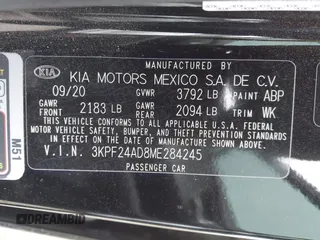 MANUFACTURED BY
KIA KIA MOTORS MEXICO S.A. DE C.V.
09/20 GVWR 3792 LB PAINT ABP
GAWR FRONT 2183 LB GAWR REAR 2094 LB TRIM WK
THIS VEHICLE CONFORMS TO ALL APPLICABLE U.S.A. FEDERAL
MOTOR VEHICLE SAFETY, BUMPER, AND THEFT PREVENTION STANDARDS
IN EFFECT ON THE DATE OF MANUFACTURE SHOWN ABOVE.
V.I.N. 3KPF24AD8ME284245
PASSENGER CAR
M51
DREAMBID